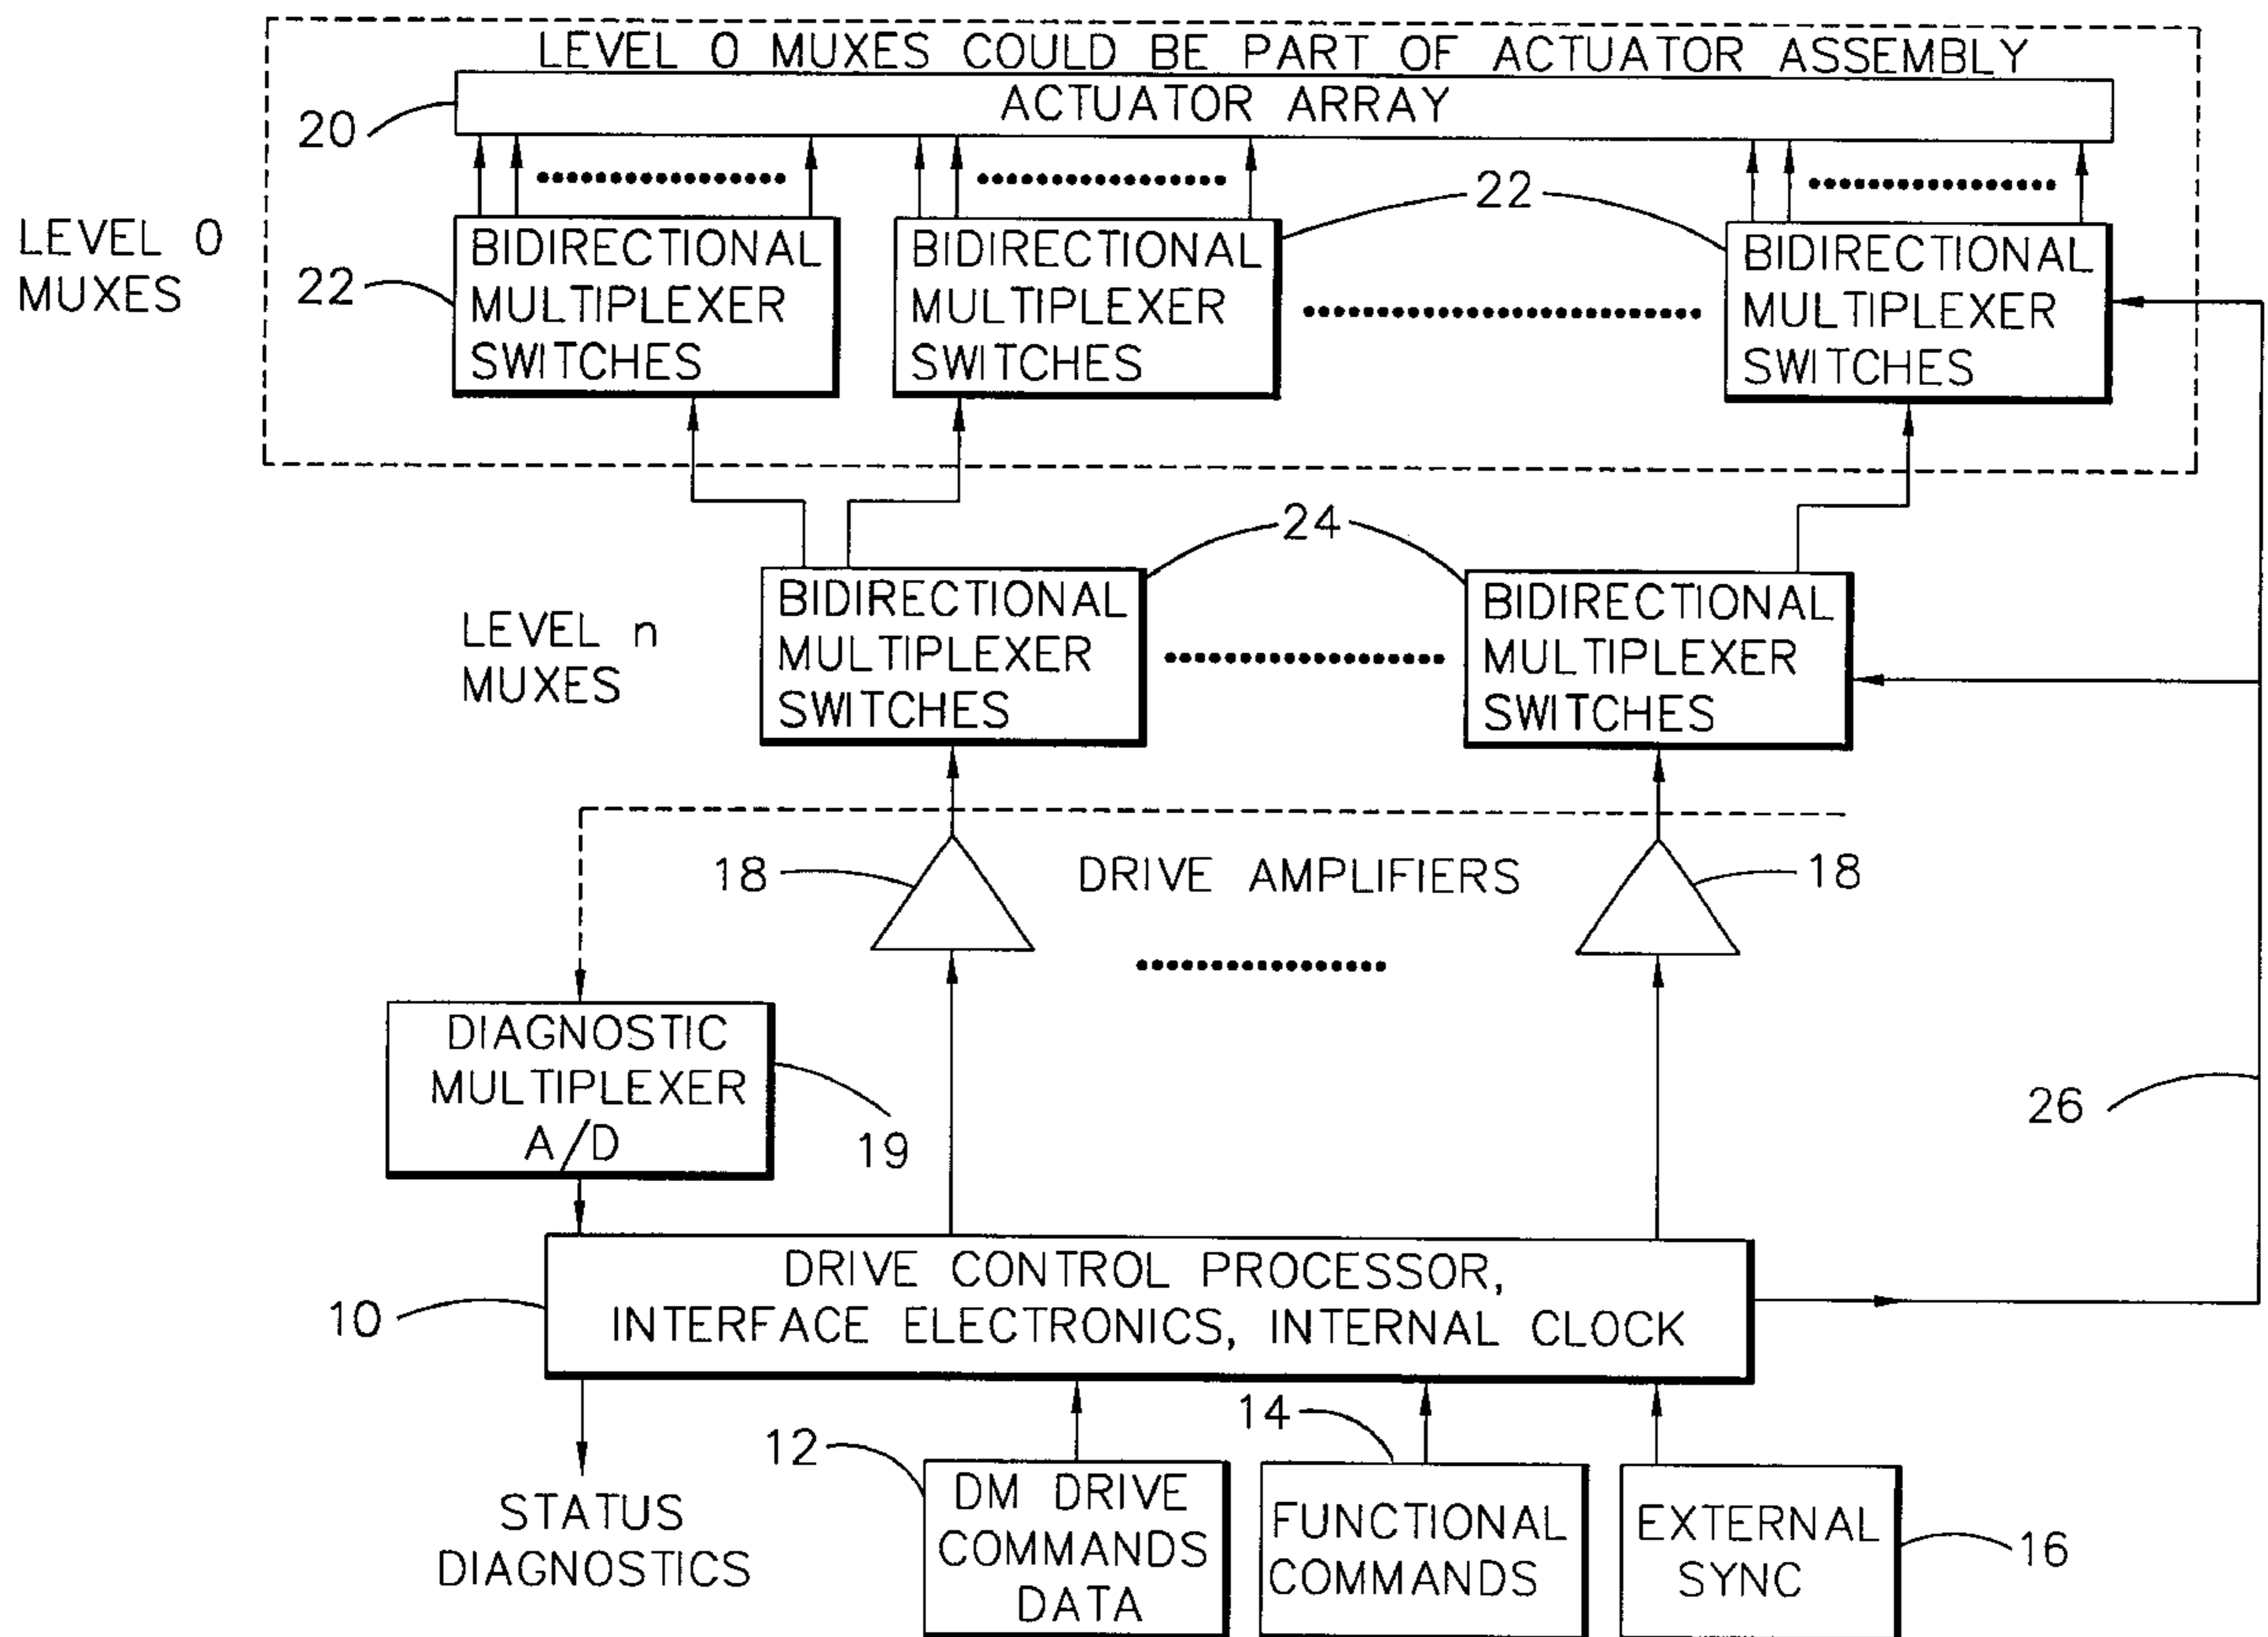 LEVEL 0 MUXES COULD BE PART OF ACTUATOR ASSEMBLY
ACTUATOR ARRAY
20
LEVEL 0
MUXES
22
BIDIRECTIONAL
MULTIPLEXER
SWITCHES
BIDIRECTIONAL
MULTIPLEXER
SWITCHES
22
BIDIRECTIONAL
MULTIPLEXER
SWITCHES
24
LEVEL n
MUXES
BIDIRECTIONAL
MULTIPLEXER
SWITCHES
BIDIRECTIONAL
MULTIPLEXER
SWITCHES
18
DRIVE AMPLIFIERS
18
DIAGNOSTIC
MULTIPLEXER
A/D
19
26
10
DRIVE CONTROL PROCESSOR,
INTERFACE ELECTRONICS, INTERNAL CLOCK
STATUS
DIAGNOSTICS
12
DM DRIVE
COMMANDS
DATA
14
FUNCTIONAL
COMMANDS
EXTERNAL
SYNC
16